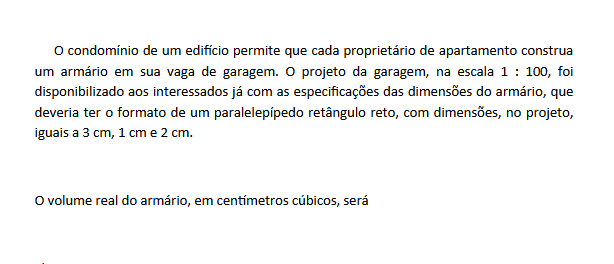 O condomínio de um edifício permite que cada proprietário de apartamento construa
um armário em sua vaga de garagem. O projeto da garagem, na escala 1 : 100, foi
disponibilizado aos interessados já com as especificações das dimensões do armário, que
deveria ter o formato de um paralelepípedo retângulo reto, com dimensões, no projeto,
iguais a 3 cm, 1 cm e 2 cm.
O volume real do armário, em centímetros cúbicos, será